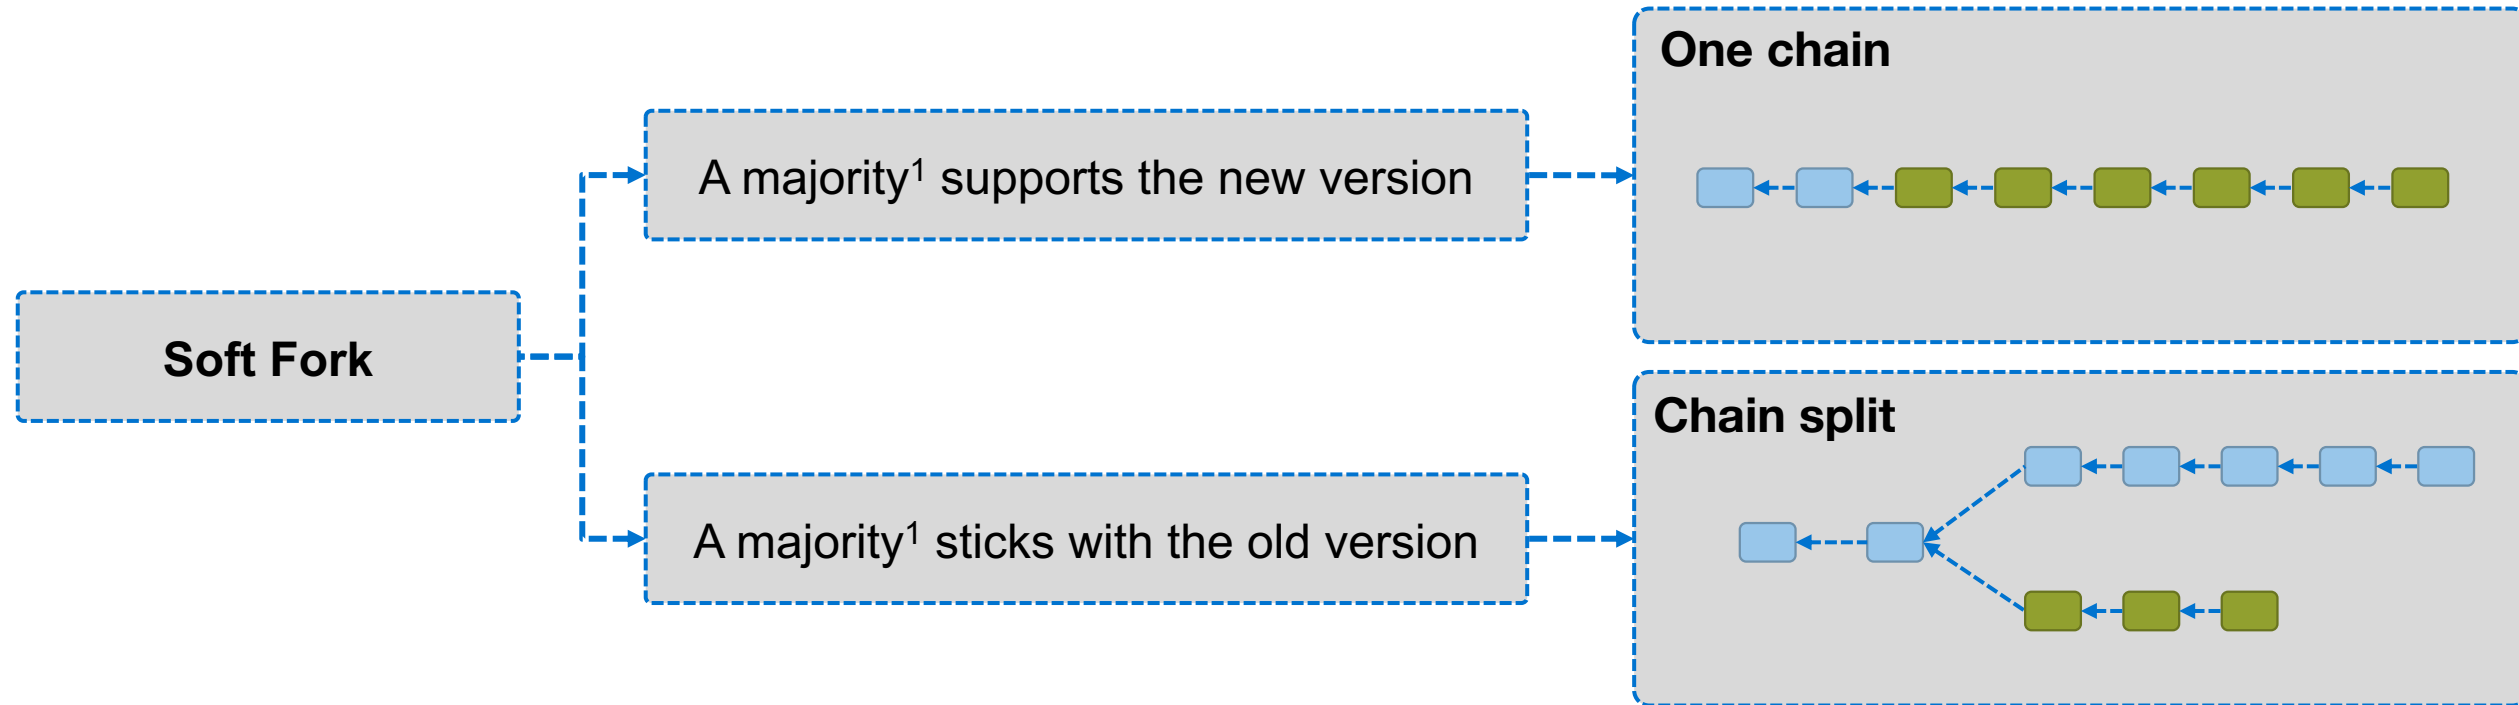 One chain
A majority¹ supports the new version
Soft Fork
Chain split
A majority¹ sticks with the old version